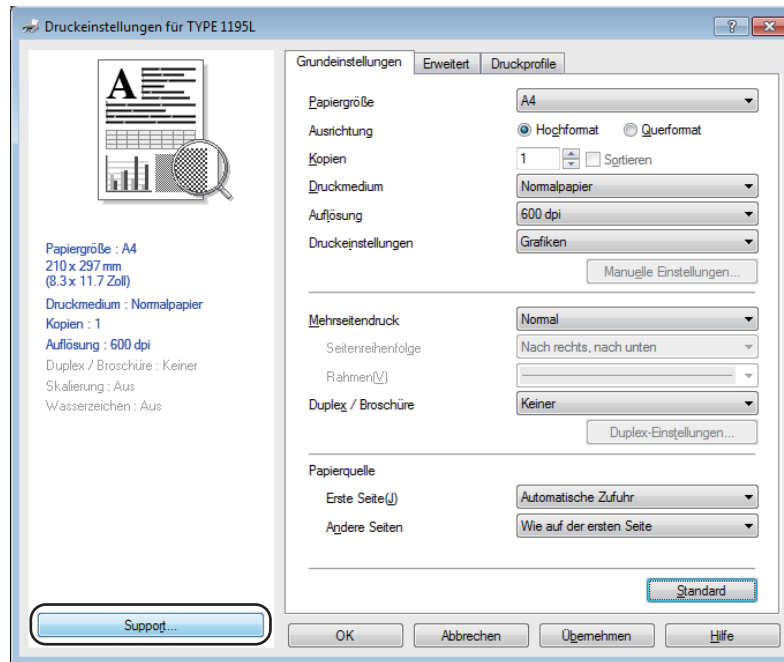 Druckeinstellungen für TYPE 1195L
A
Papiergröße : A4
210 x 297 mm
(8.3 x 11.7 Zoll)
Druckmedium : Normalpapier
Kopien : 1
Auflösung : 600 dpi
Duplex / Broschüre : Keiner
Skalierung : Aus
Wasserzeichen : Aus
Support...
Grundeinstellungen Erweitert Druckprofile
Papiergröße A4
Ausrichtung Hochformat Querformat
Kopien 1 Sortieren
Druckmedium Normalpapier
Auflösung 600 dpi
Druckeinstellungen Grafiken
Manuelle Einstellungen...
Mehrseitendruck Normal
Seitenreihenfolge Nach rechts, nach unten
Rahmen(V)
Duplex / Broschüre Keiner
Duplex-Einstellungen...
Papierquelle
Erste Seite(J) Automatische Zufuhr
Andere Seiten Wie auf der ersten Seite
Standard
OK Abbrechen Übernehmen Hilfe